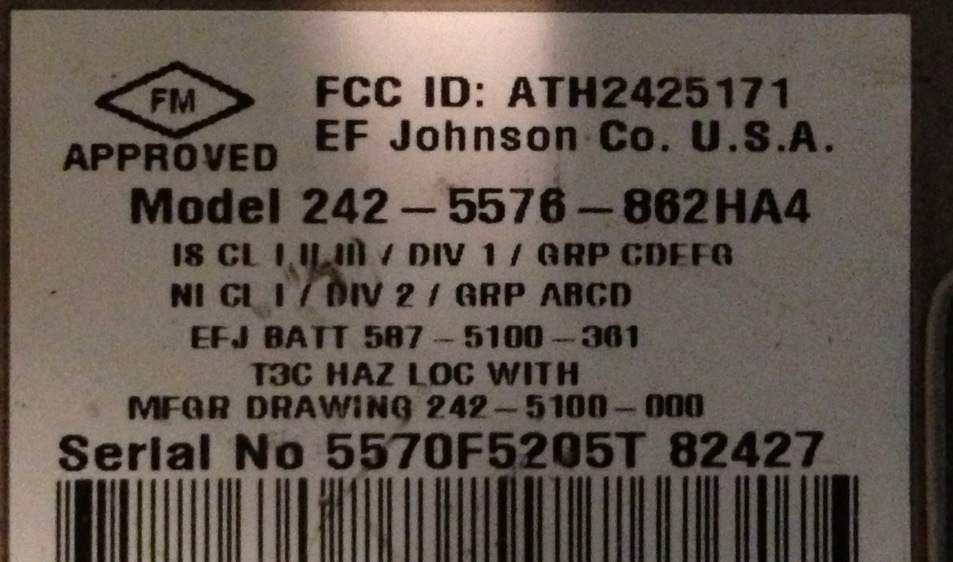 FM
APPROVED
FCC ID: ATH2425171
EF Johnson Co. U.S.A.
Model 242-5576-862HA4
IS CL I II III / DIV 1 / GRP CDEFG
NI CL I / DIV 2 / GRP ABCD
EFJ BATT 587-5100-361
T3C HAZ LOC WITH
MFGR DRAWING 242-5100-000
Serial No 5570F5205T 82427